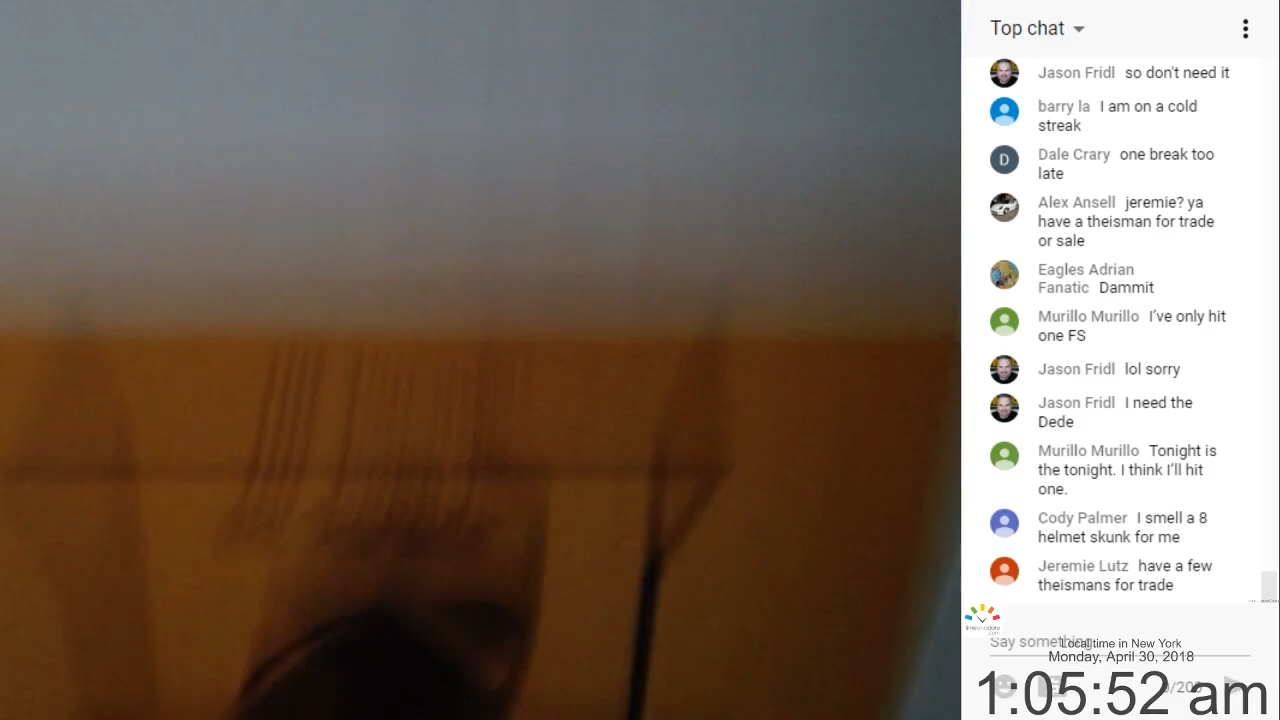 Top chat
Jason Fridl so don't need it
barry la I am on a cold
streak
D
Dale Crary one break too
late
Alex Ansell jeremie? ya
have a theisman for trade
or sale
Eagles Adrian
Fanatic Dammit
Murillo Murillo I've only hit
one FS
Jason Fridl lol sorry
Jason Fridl I need the
Dede
Murillo Murillo Tonight is
the tonight. I think I'll hit
one.
Cody Palmer I smell a 8
helmet skunk for me
Jeremie Lutz have a few
theismans for trade
Say something...
Local time in New York
Monday, April 30, 2018
0/200
1:05:52 am